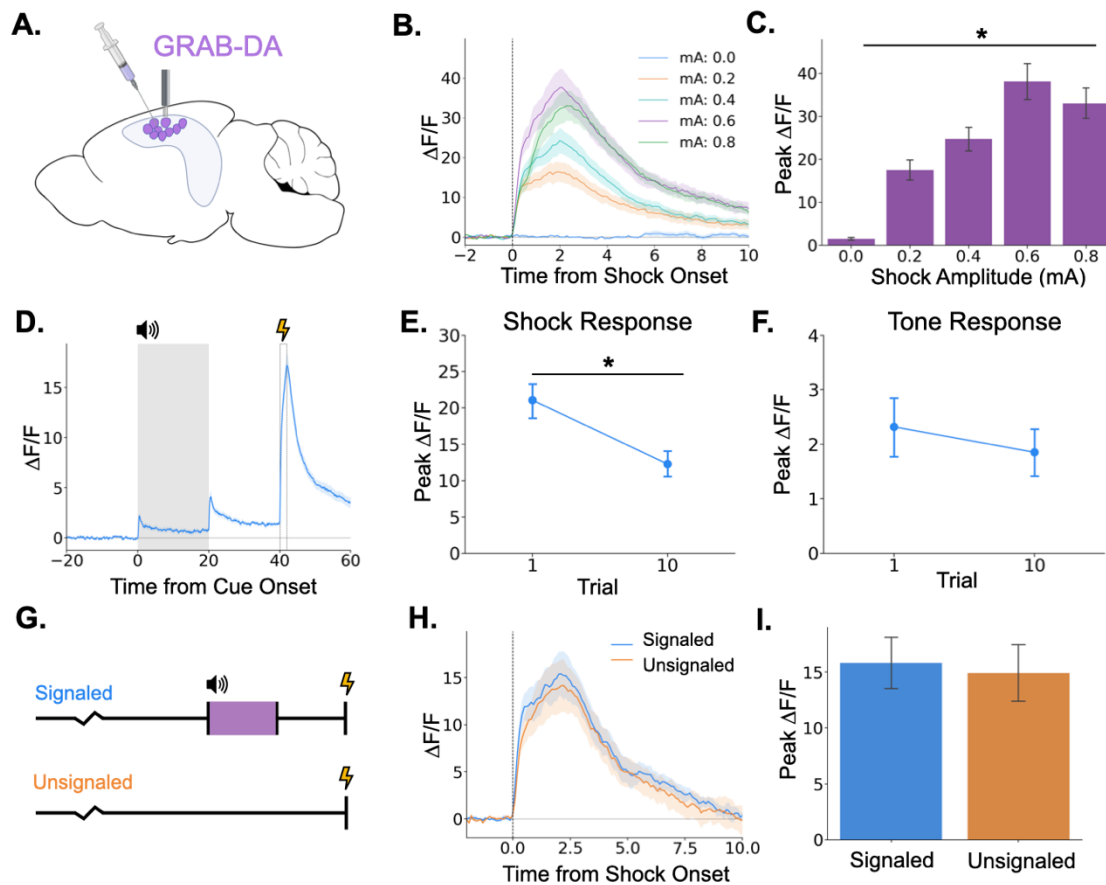 A.
GRAB-DA
B.
mA: 0.0
mA: 0.2
mA: 0.4
mA: 0.6
mA: 0.8
40
30
20
10
0
ΔF/F
−2 0 2 4 6 8 10
Time from Shock Onset
C.
*
40
30
20
10
0
Peak ΔF/F
0.0 0.2 0.4 0.6 0.8
Shock Amplitude (mA)
D.
15
10
5
0
ΔF/F
−20 0 20 40 60
Time from Cue Onset
E.
Shock Response
*
30
25
20
15
10
5
0
Peak ΔF/F
1 10
Trial
F.
Tone Response
4
3
2
1
0
Peak ΔF/F
1 10
Trial
G.
Signaled
Unsignaled
H.
Signaled
Unsignaled
15
10
5
0
ΔF/F
0.0 2.5 5.0 7.5 10.0
Time from Shock Onset
I.
15
10
5
0
Peak ΔF/F
Signaled Unsignaled